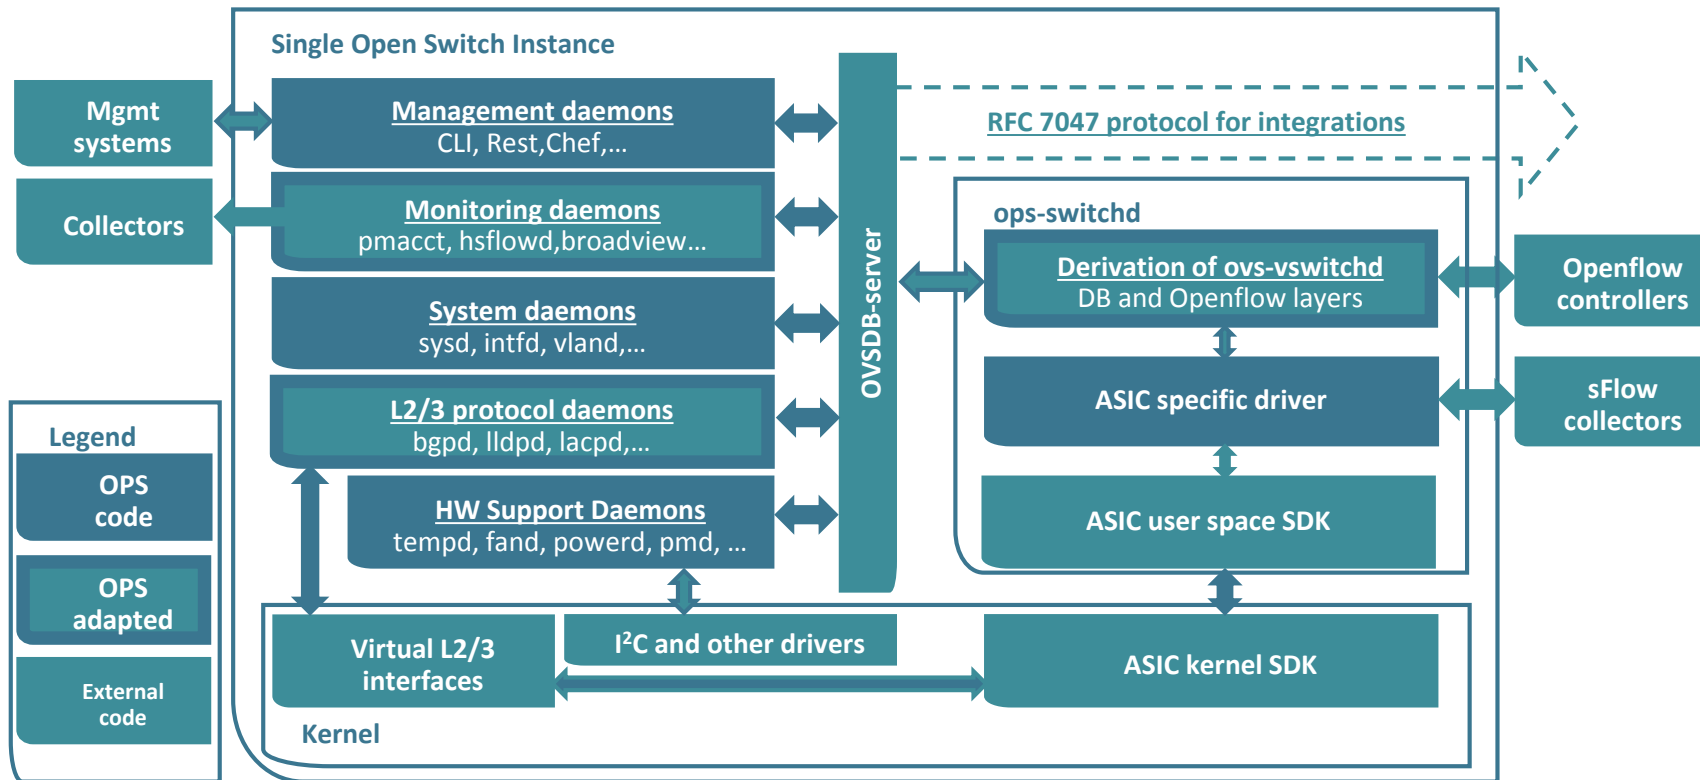 Single Open Switch Instance
Mgmt
systems
Collectors
Management daemons
CLI, Rest,Chef,...
Monitoring daemons
pmacct, hsflowd,broadview...
System daemons
sysd, intfd, vland,...
L2/3 protocol daemons
bgpd, lldpd, lacpd,...
HW Support Daemons
tempd, fand, powerd, pmd, ...
OVSDB-server
RFC 7047 protocol for integrations
ops-switchd
Derivation of ovs-vswitchd
DB and Openflow layers
ASIC specific driver
ASIC user space SDK
Openflow
controllers
sFlow
collectors
Legend
OPS
code
OPS
adapted
External
code
Virtual L2/3
interfaces
I²C and other drivers
ASIC kernel SDK
Kernel